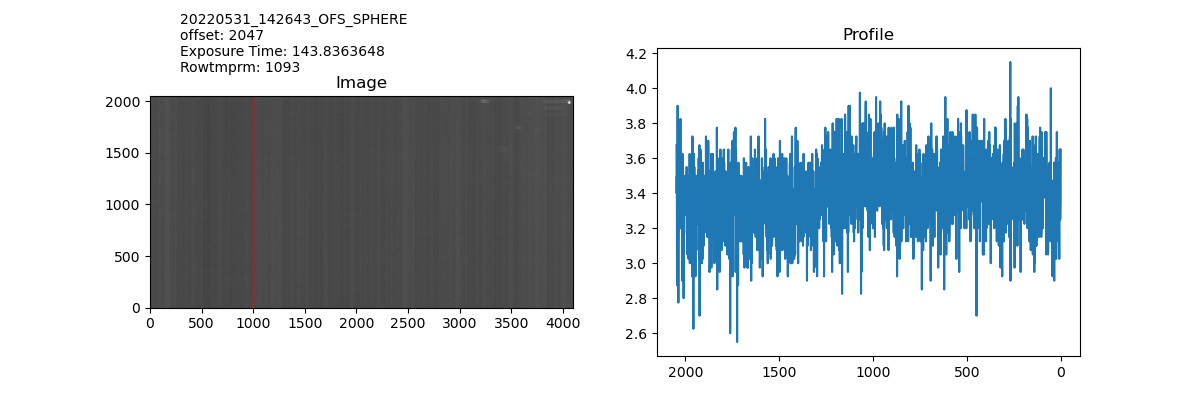 20220531_142643_OFS_SPHERE
offset: 2047
Exposure Time: 143.8363648
Rowtmprm: 1093
Image
2000
1500
1000
500
0
0 500 1000 1500 2000 2500 3000 3500 4000
Profile
4.2
4.0
3.8
3.6
3.4
3.2
3.0
2.8
2.6
2000 1500 1000 500 0